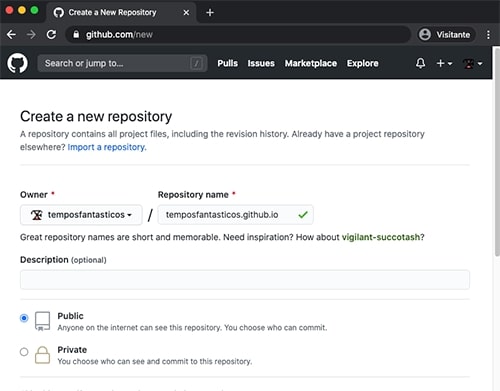 Create a New Repository
github.com/new
Visitante
Search or jump to...
/
Pulls Issues Marketplace Explore
Create a new repository
A repository contains all project files, including the revision history. Already have a project repository
elsewhere? Import a repository.
Owner * Repository name *
temposfantasticos / temposfantasticos.github.io
Great repository names are short and memorable. Need inspiration? How about vigilant-succotash?
Description (optional)
Public
Anyone on the internet can see this repository. You choose who can commit.
Private
You choose who can see and commit to this repository.